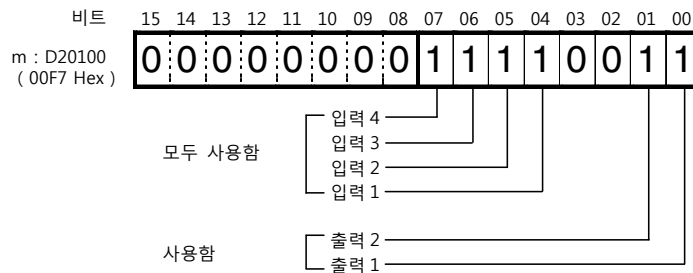 비트 15 14 13 12 11 10 09 08 07 06 05 04 03 02 01 00
m : D20100 0 0 0 0 0 0 0 0 1 1 1 1 0 0 1 1
( 00F7 Hex )
입력 4
입력 3
모두 사용함
입력 2
입력 1
출력 2
사용함
출력 1